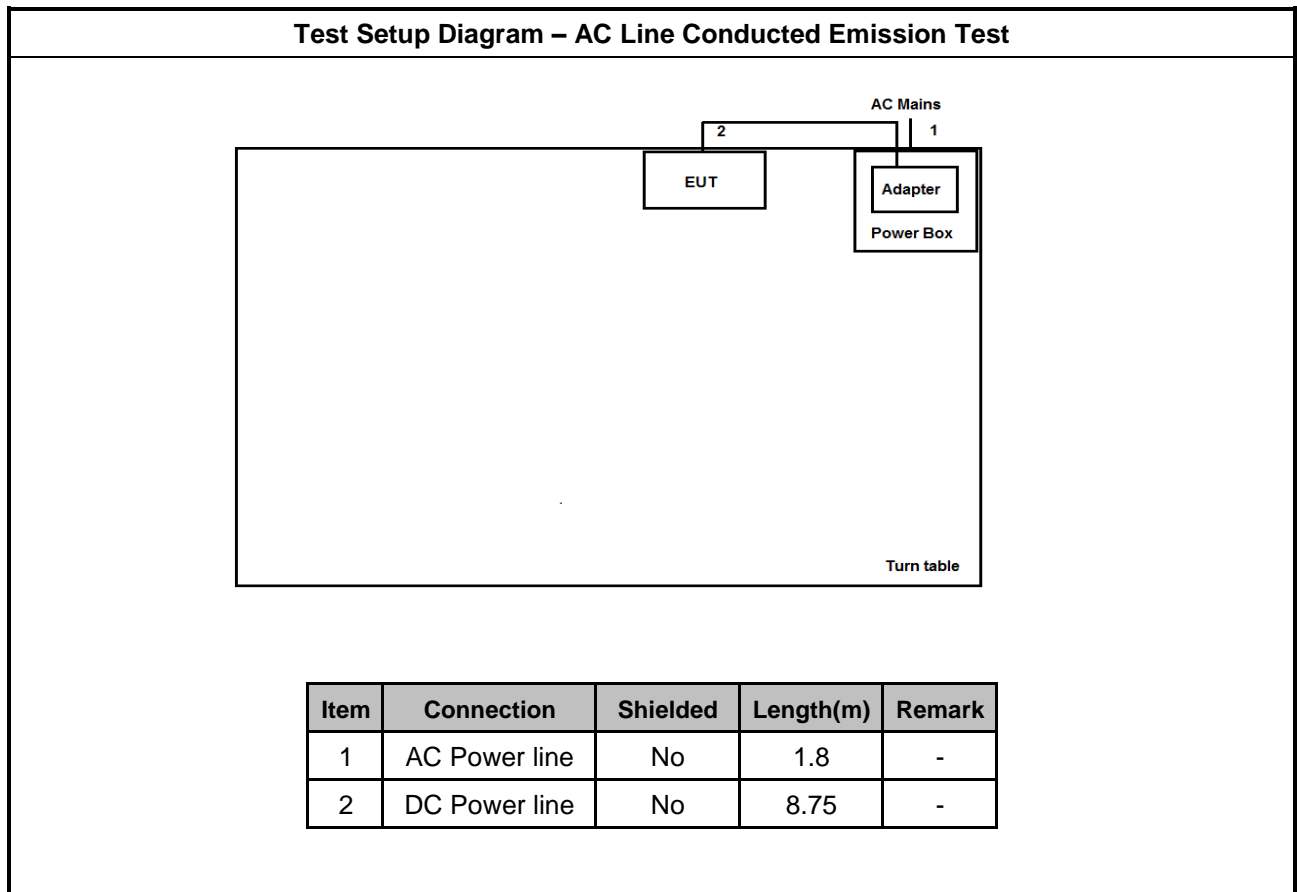 Test Setup Diagram – AC Line Conducted Emission Test
AC Mains
2
1
EUT
Adapter
Power Box
Turn table
Item Connection Shielded Length(m) Remark
1 AC Power line No 1.8 -
2 DC Power line No 8.75 -